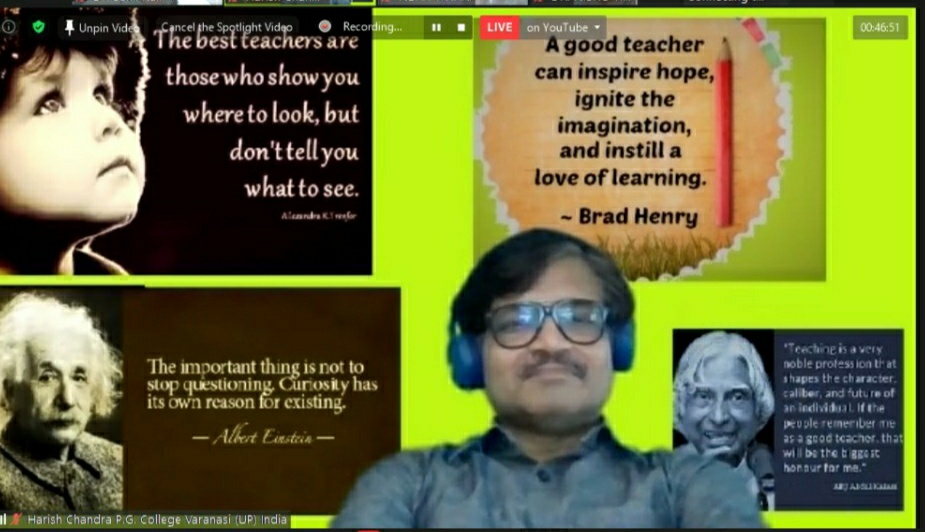 Unpin Video
Cancel the Spotlight Video
Recording...
LIVE
on YouTube
00:46:51
The best teachers are
those who show you
where to look, but
don't tell you
what to see.
A good teacher
can inspire hope,
ignite the
imagination,
and instill a
love of learning.
~ Brad Henry
The important thing is not to
stop questioning. Curiosity has
its own reason for existing.
— Albert Einstein —
"Teaching is a very
noble profession that
shapes the character,
caliber, and future of
an individual. If the
people remember me
as a good teacher, that
will be the biggest
honour for me."
Harish Chandra P.G. College Varanasi (UP) India